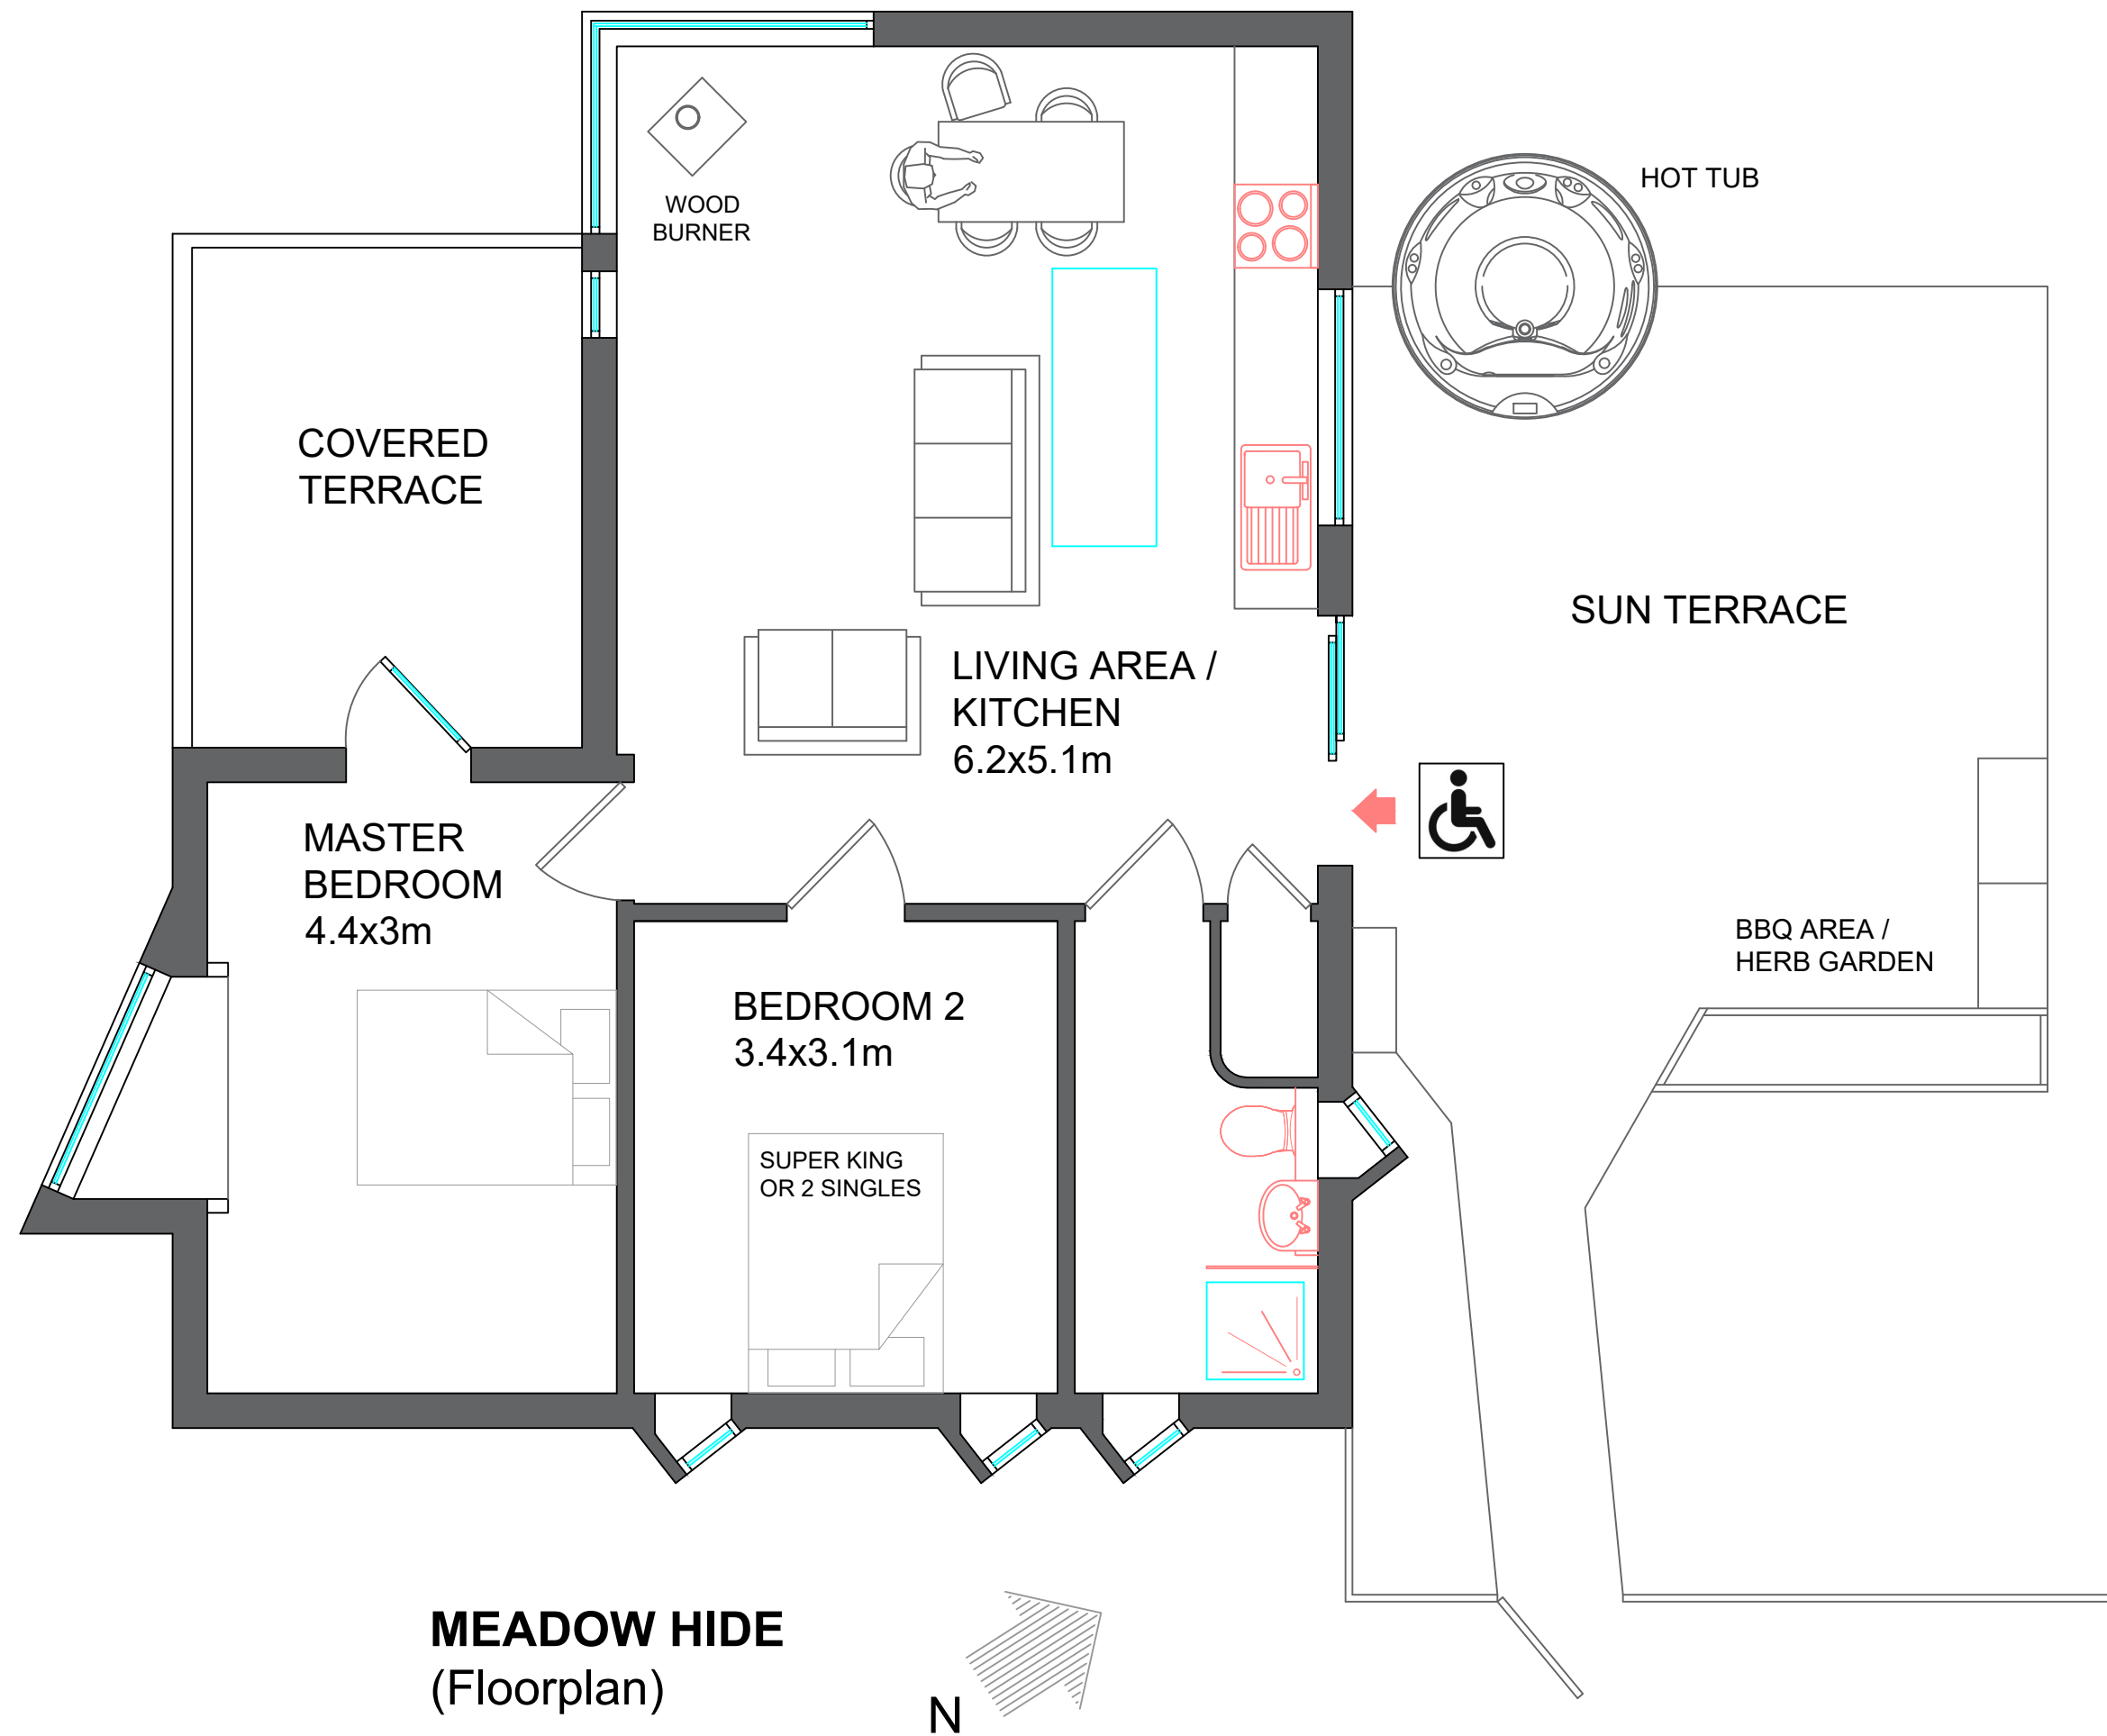 HOT TUB
WOOD
BURNER
COVERED
TERRACE
SUN TERRACE
LIVING AREA /
KITCHEN
6.2x5.1m
MASTER
BEDROOM
4.4x3m
BBQ AREA /
HERB GARDEN
BEDROOM 2
3.4x3.1m
SUPER KING
OR 2 SINGLES
MEADOW HIDE
(Floorplan)
N